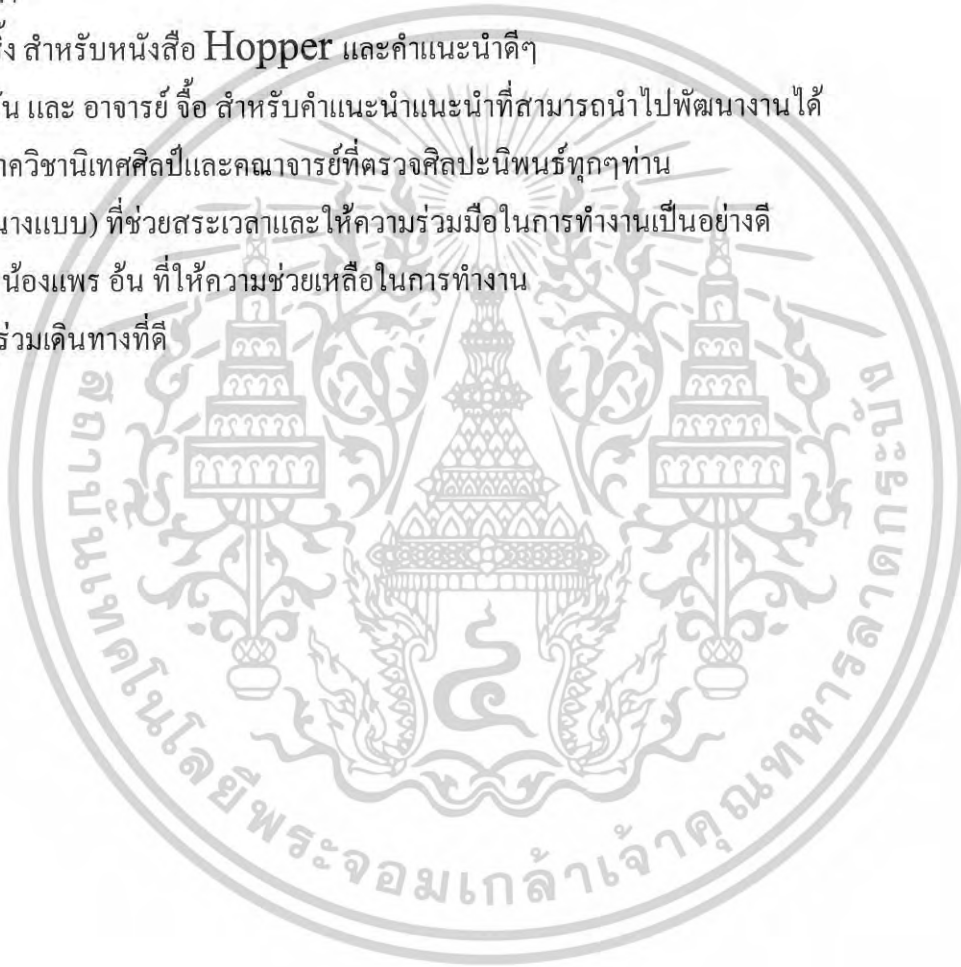 สำหรับหนังสือ Hopper และคำแนะนำดีๆ
และ อาจารย์ จื้อ สำหรับคำแนะนำแนะนำที่สามารถนำไปพัฒนางานได้
ควิชานิเทศศิลป์และคณาจารย์ที่ตรวจศิลปะนิพนธ์ทุกๆท่าน
นางแบบ) ที่ช่วยสระเวลาและให้ความร่วมมือในการทำงานเป็นอย่างดี
น้องแพร อ้น ที่ให้ความช่วยเหลือในการทำงาน
ร่วมเดินทางที่ดี
สถาบันเทคโนโลยีพระจอมเกล้าเจ้าคุณทหารลาดกระบัง